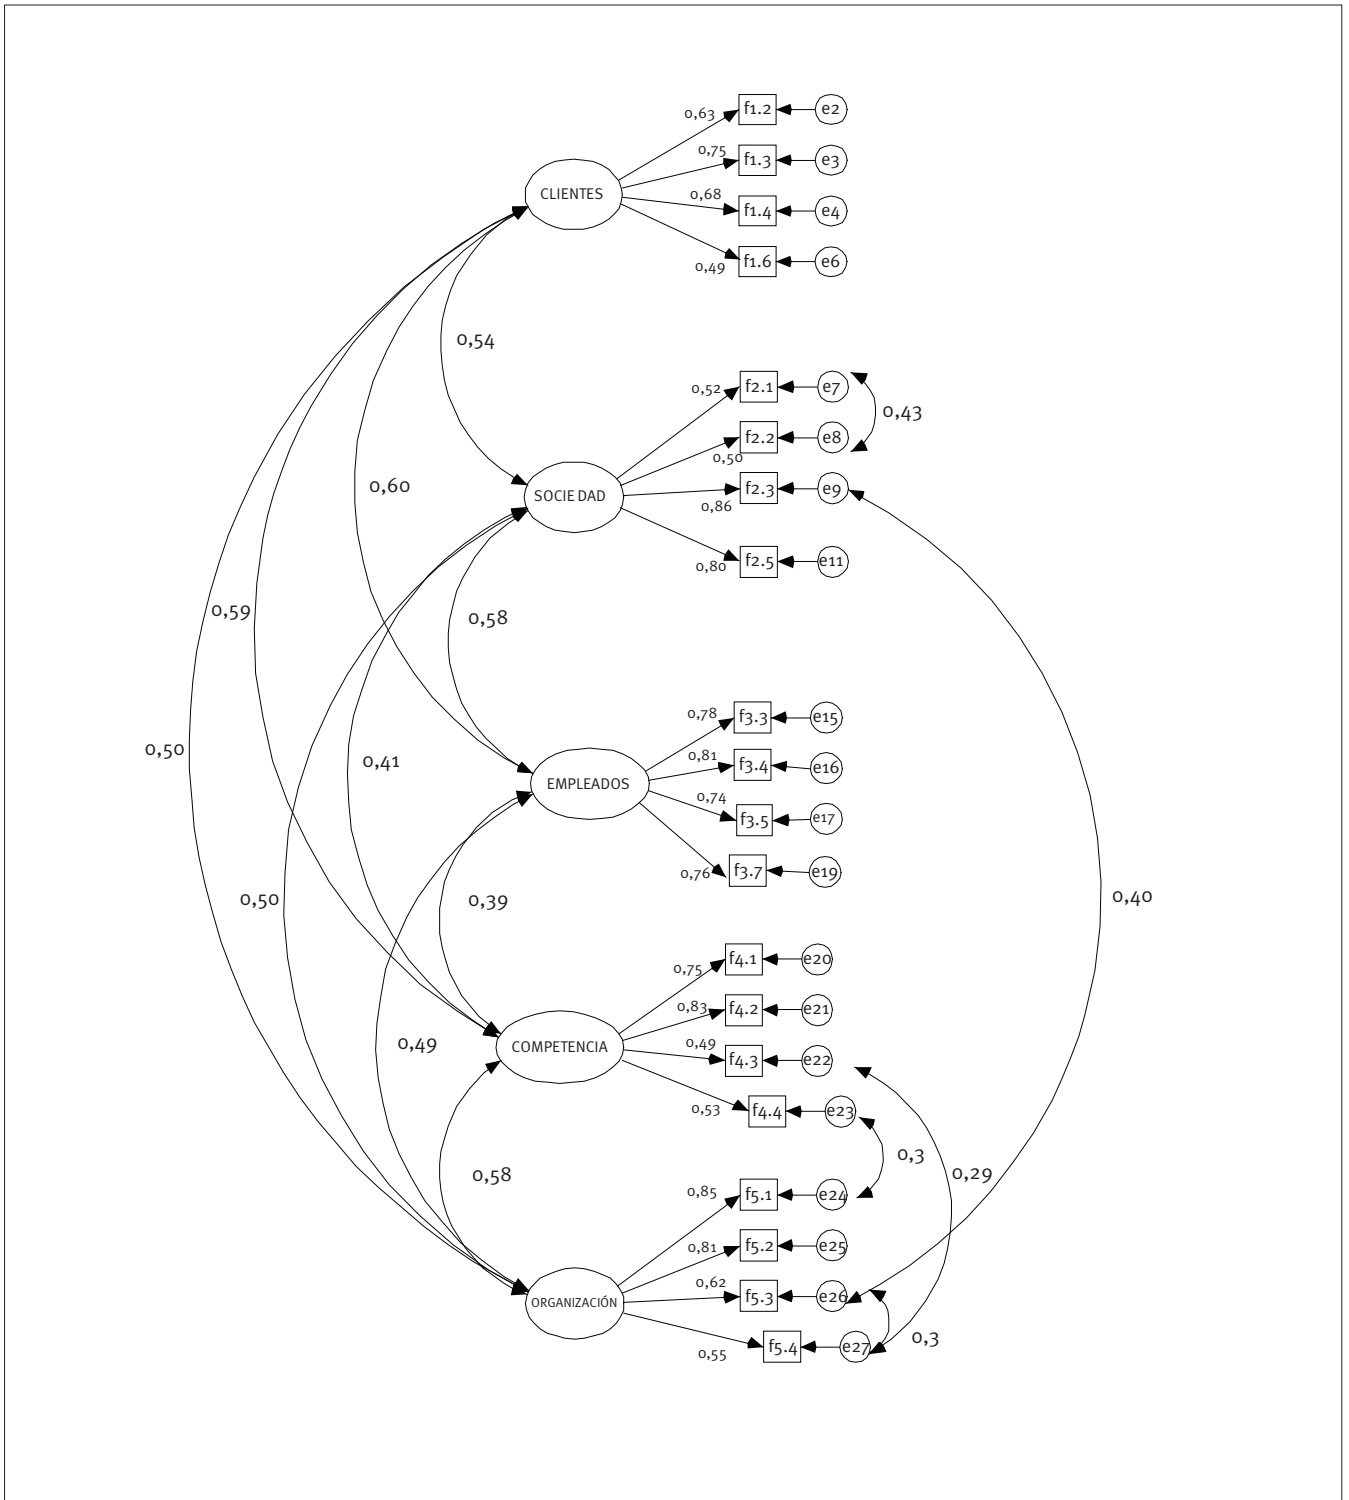 0,63 f1.2 e2
0,75 f1.3 e3
CLIENTES
0,68 f1.4 e4
0,49 f1.6 e6
0,54
0,52 f2.1 e7
0,43
f2.2 e8
0,50
0,60
SOCIEDAD
f2.3 e9
0,86
0,80 f2.5 e11
0,59
0,58
0,78 f3.3 e15
0,50
0,41
0,81 f3.4 e16
EMPLEADOS
0,74 f3.5 e17
0,76 f3.7 e19
0,50
0,39
0,40
0,75 f4.1 e20
0,83 f4.2 e21
0,49
COMPETENCIA
0,49 f4.3 e22
0,53 f4.4 e23
0,3
0,58
0,29
0,85 f5.1 e24
0,81 f5.2 e25
0,62 f5.3 e26
ORGANIZACIÓN
0,3
0,55 f5.4 e27